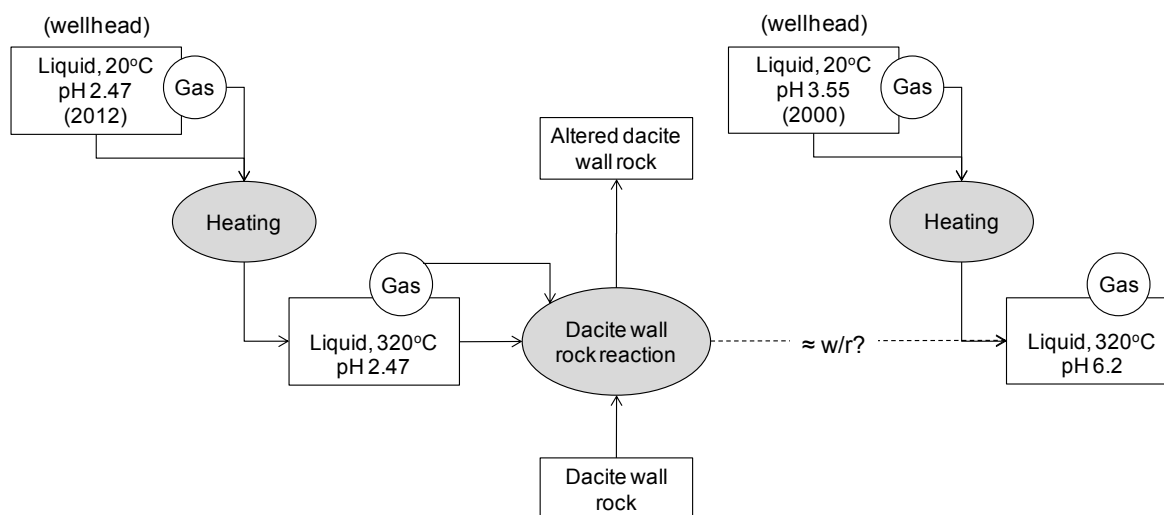 (wellhead)
Liquid, 20°C
pH 2.47
(2012)
Gas
Heating
Gas
Liquid, 320°C
pH 2.47
Altered dacite
wall rock
Dacite wall
rock reaction
Dacite wall
rock
≈ w/r?
(wellhead)
Liquid, 20°C
pH 3.55
(2000)
Gas
Heating
Gas
Liquid, 320°C
pH 6.2